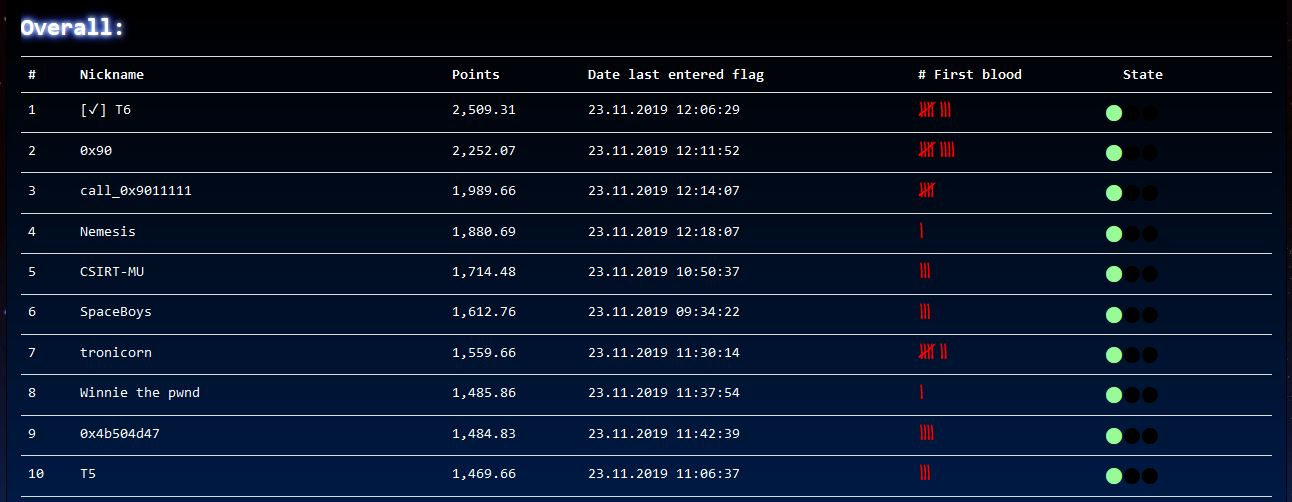 Overall:
# Nickname Points Date last entered flag # First blood State
1 [✓] T6 2,509.31 23.11.2019 12:06:29
2 0x90 2,252.07 23.11.2019 12:11:52
3 call_0x9011111 1,989.66 23.11.2019 12:14:07
4 Nemesis 1,880.69 23.11.2019 12:18:07
5 CSIRT-MU 1,714.48 23.11.2019 10:50:37
6 SpaceBoys 1,612.76 23.11.2019 09:34:22
7 tronicorn 1,559.66 23.11.2019 11:30:14
8 Winnie the pwnd 1,485.86 23.11.2019 11:37:54
9 0x4b504d47 1,484.83 23.11.2019 11:42:39
10 T5 1,469.66 23.11.2019 11:06:37